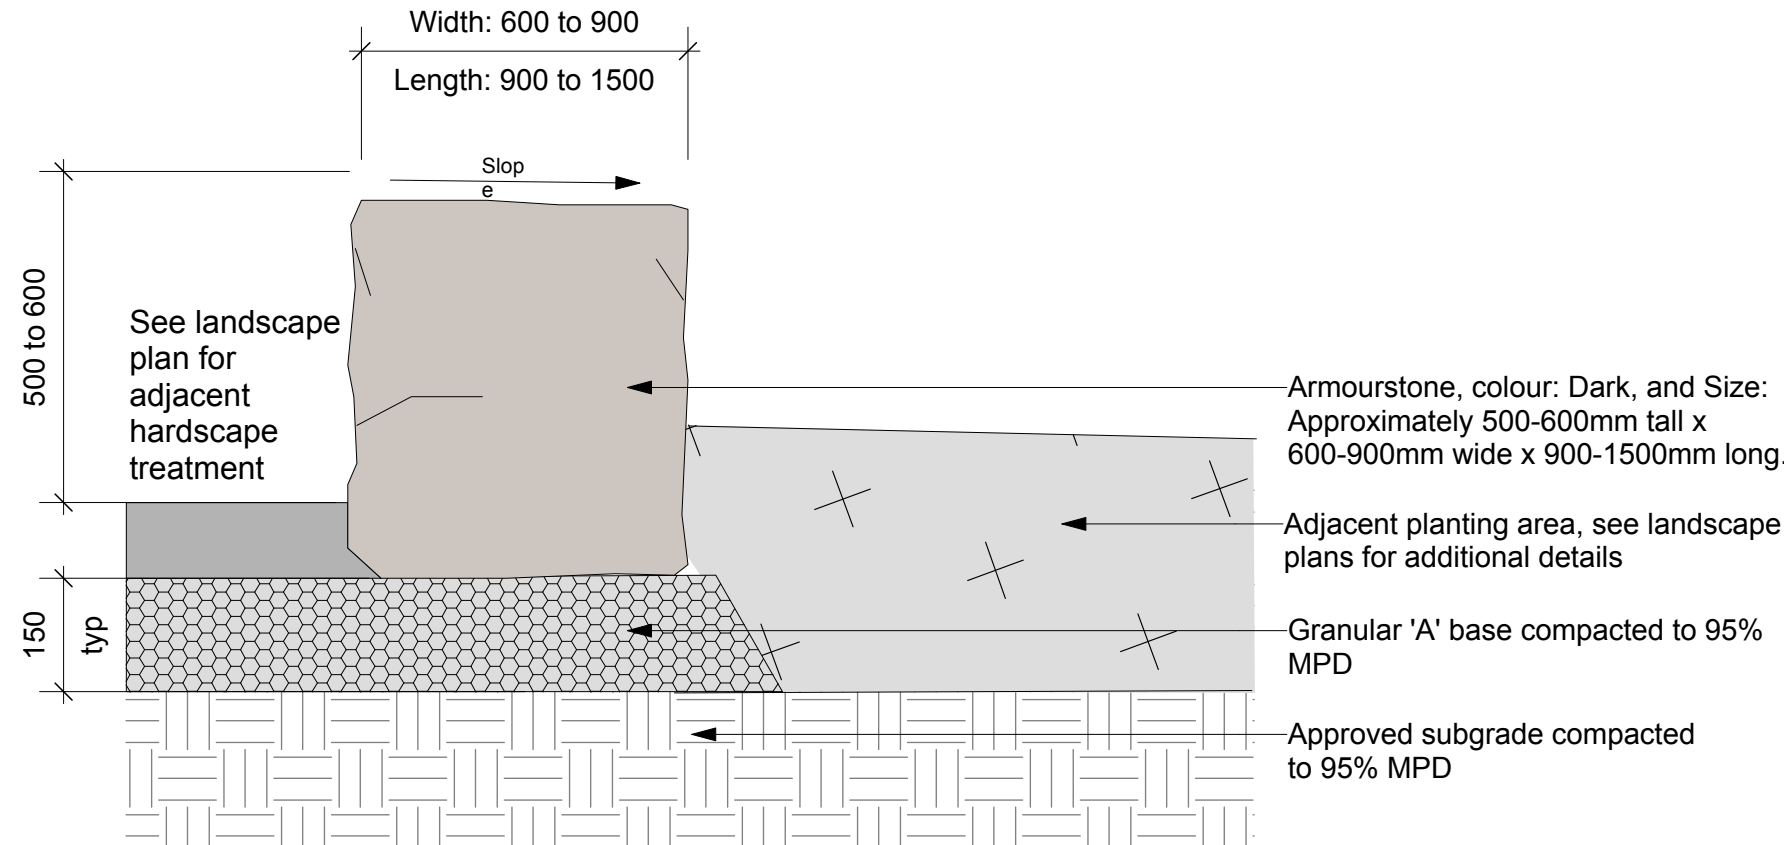 Width: 600 to 900
Length: 900 to 1500
Slop
e
500 to 600
See landscape
plan for
adjacent
hardscape
treatment
Armourstone, colour: Dark, and Size:
Approximately 500-600mm tall x
600-900mm wide x 900-1500mm long.
Adjacent planting area, see landscape
plans for additional details
150
typ
Granular 'A' base compacted to 95%
MPD
Approved subgrade compacted
to 95% MPD